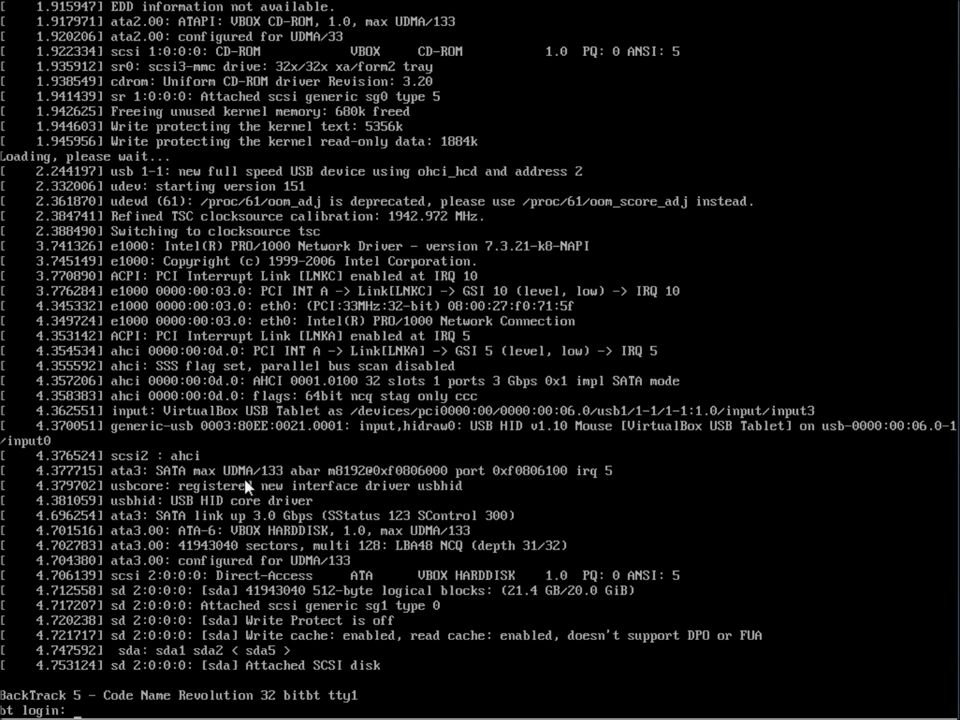 [    1.915947] EDD information not available.
[    1.917971] ata2.00: ATAPI: VBOX CD-ROM, 1.0, max UDMA/133
[    1.920206] ata2.00: configured for UDMA/33
[    1.922334] scsi 1:0:0:0: CD-ROM            VBOX     CD-ROM           1.0  PQ: 0 ANSI: 5
[    1.935912] sr0: scsi3-mmc drive: 32x/32x xa/form2 tray
[    1.938549] cdrom: Uniform CD-ROM driver Revision: 3.20
[    1.941439] sr 1:0:0:0: Attached scsi generic sg0 type 5
[    1.942625] Freeing unused kernel memory: 680k freed
[    1.944603] Write protecting the kernel text: 5356k
[    1.945956] Write protecting the kernel read-only data: 1884k
Loading, please wait...
[    2.244197] usb 1-1: new full speed USB device using ohci_hcd and address 2
[    2.332006] udev: starting version 151
[    2.361870] udevd (61): /proc/61/oom_adj is deprecated, please use /proc/61/oom_score_adj instead.
[    2.384741] Refined TSC clocksource calibration: 1942.972 MHz.
[    2.388490] Switching to clocksource tsc
[    3.741326] e1000: Intel(R) PRO/1000 Network Driver - version 7.3.21-k8-NAPI
[    3.745149] e1000: Copyright (c) 1999-2006 Intel Corporation.
[    3.770890] ACPI: PCI Interrupt Link [LNKC] enabled at IRQ 10
[    3.776284] e1000 0000:00:03.0: PCI INT A -> Link[LNKC] -> GSI 10 (level, low) -> IRQ 10
[    4.345332] e1000 0000:00:03.0: eth0: (PCI:33MHz:32-bit) 08:00:27:f0:71:5f
[    4.349724] e1000 0000:00:03.0: eth0: Intel(R) PRO/1000 Network Connection
[    4.353142] ACPI: PCI Interrupt Link [LNKA] enabled at IRQ 5
[    4.354534] ahci 0000:00:0d.0: PCI INT A -> Link[LNKA] -> GSI 5 (level, low) -> IRQ 5
[    4.355592] ahci: SSS flag set, parallel bus scan disabled
[    4.357206] ahci 0000:00:0d.0: AHCI 0001.0100 32 slots 1 ports 3 Gbps 0x1 impl SATA mode
[    4.358383] ahci 0000:00:0d.0: flags: 64bit ncq stag only ccc
[    4.362551] input: VirtualBox USB Tablet as /devices/pci0000:00/0000:00:06.0/usb1/1-1/1-1:1.0/input/input3
[    4.370051] generic-usb 0003:80EE:0021.0001: input,hidraw0: USB HID v1.10 Mouse [VirtualBox USB Tablet] on usb-0000:00:06.0-1
/input0
[    4.376524] scsi2 : ahci
[    4.377715] ata3: SATA max UDMA/133 abar m8192@0xf0806000 port 0xf0806100 irq 5
[    4.379702] usbcore: registered new interface driver usbhid
[    4.381059] usbhid: USB HID core driver
[    4.696254] ata3: SATA link up 3.0 Gbps (SStatus 123 SControl 300)
[    4.701516] ata3.00: ATA-6: VBOX HARDDISK, 1.0, max UDMA/133
[    4.702783] ata3.00: 41943040 sectors, multi 128: LBA48 NCQ (depth 31/32)
[    4.704380] ata3.00: configured for UDMA/133
[    4.706139] scsi 2:0:0:0: Direct-Access     ATA      VBOX HARDDISK    1.0  PQ: 0 ANSI: 5
[    4.712558] sd 2:0:0:0: [sda] 41943040 512-byte logical blocks: (21.4 GB/20.0 GiB)
[    4.717207] sd 2:0:0:0: Attached scsi generic sg1 type 0
[    4.720238] sd 2:0:0:0: [sda] Write Protect is off
[    4.721717] sd 2:0:0:0: [sda] Write cache: enabled, read cache: enabled, doesn't support DPO or FUA
[    4.747592]  sda: sda1 sda2 < sda5 >
[    4.753124] sd 2:0:0:0: [sda] Attached SCSI disk
BackTrack 5 - Code Name Revolution 32 bitbt tty1
bt login: _